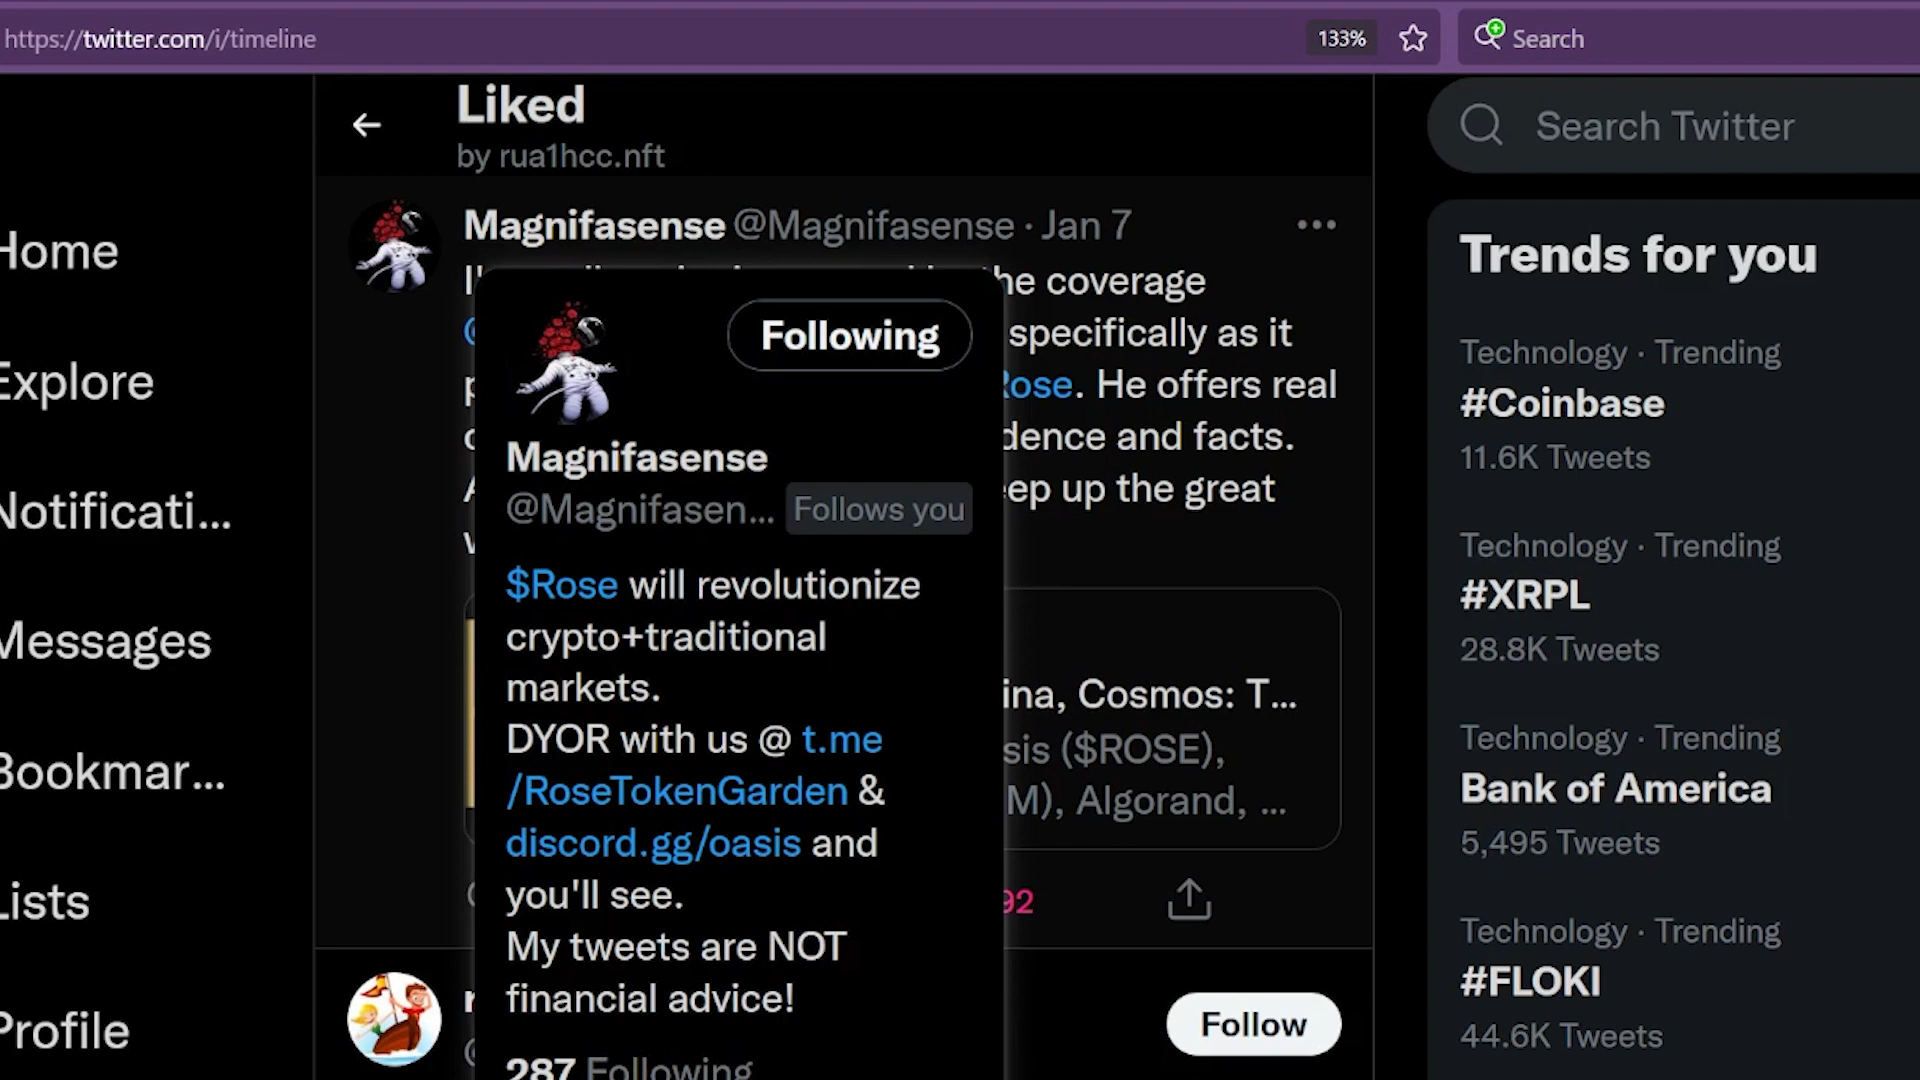 https://twitter.com/i/timeline
133%
Search
Liked
by rua1hcc.nft
Search Twitter
Home
Explore
Notificati...
Messages
Bookmar...
Lists
Profile
Magnifasense @Magnifasense · Jan 7
the coverage
specifically as it
Rose. He offers real
dence and facts.
eep up the great
Following
Magnifasense
@Magnifasen... Follows you
$Rose will revolutionize
crypto+traditional
markets.
DYOR with us @ t.me
/RoseTokenGarden &
discord.gg/oasis and
you'll see.
My tweets are NOT
financial advice!
287 Following
ina, Cosmos: T...
sis ($ROSE),
M), Algorand, ...
92
Follow
Trends for you
Technology · Trending
#Coinbase
11.6K Tweets
Technology · Trending
#XRPL
28.8K Tweets
Technology · Trending
Bank of America
5,495 Tweets
Technology · Trending
#FLOKI
44.6K Tweets